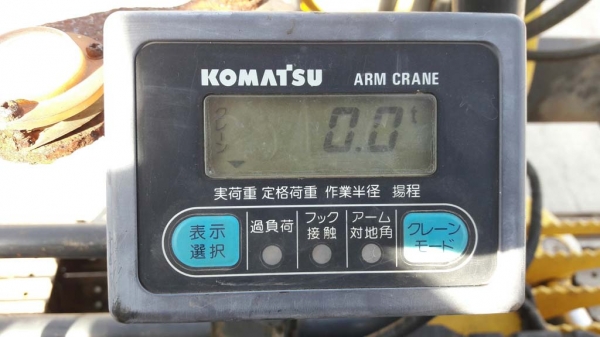 KOMATSU ARM CRANE
クレーン 0.0t
実荷重 定格荷重 作業半径 揚程
表示選択
過負荷
フック接触
アーム対地角
クレーンモード